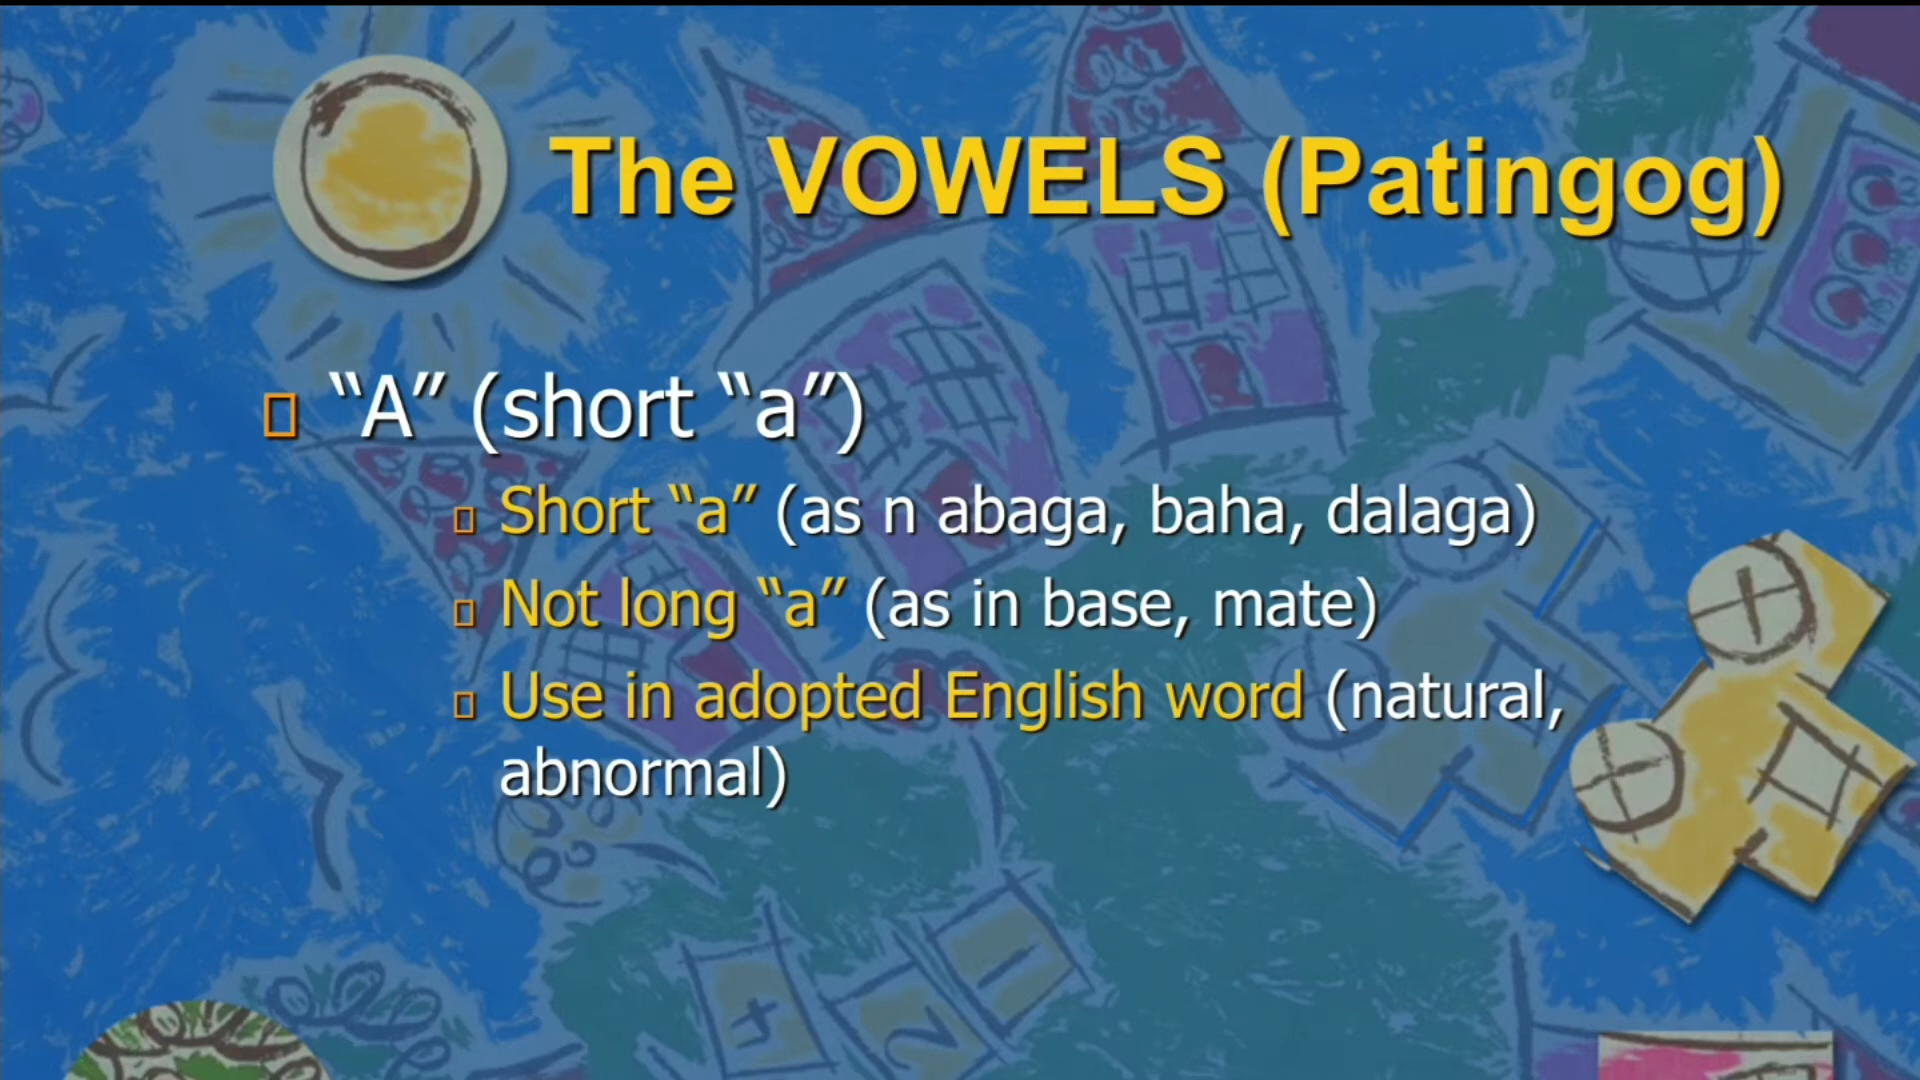 The VOWELS (Patingog)
“A” (short “a”)
Short “a” (as n abaga, baha, dalaga)
Not long “a” (as in base, mate)
Use in adopted English word (natural,
abnormal)